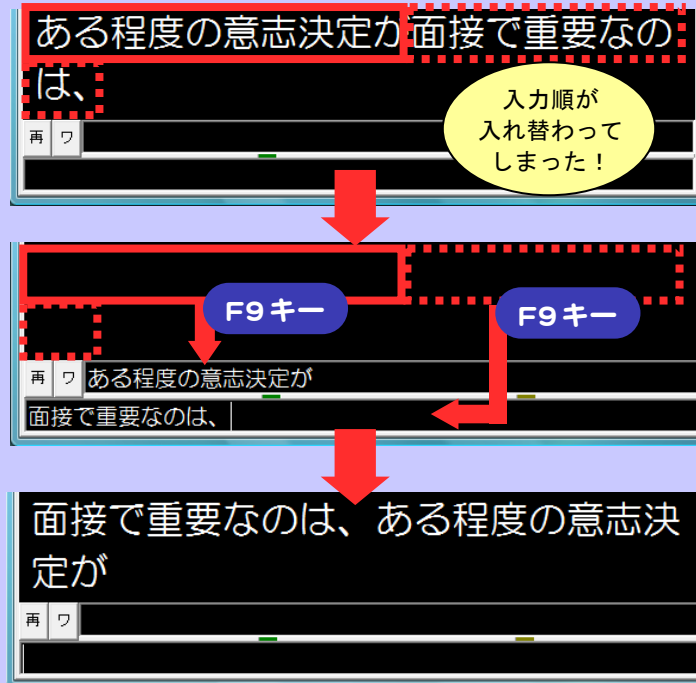 ある程度の意志決定が面接で重要なの
は、
入力順が
入れ替わって
しまった！
再 ワ
F9キー
F9キー
再 ワ ある程度の意志決定が
面接で重要なのは、
面接で重要なのは、ある程度の意志決
定が
再 ワ